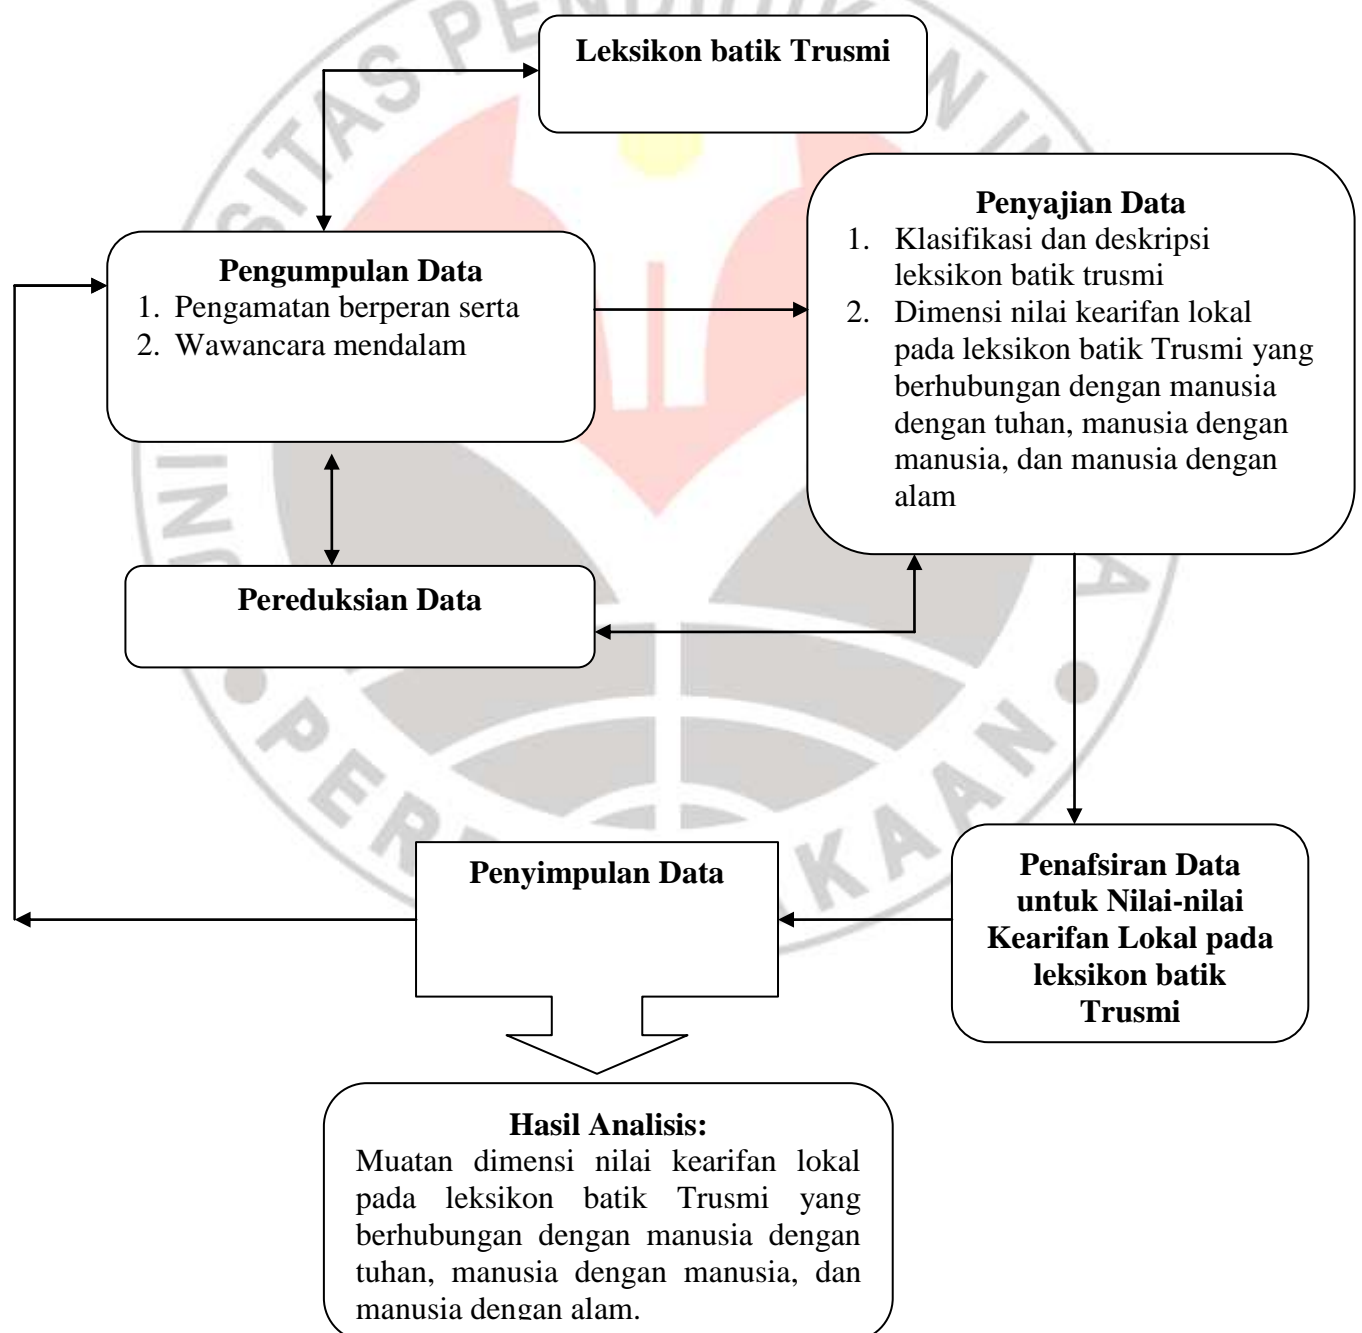 Leksikon batik Trusmi
Pengumpulan Data
1. Pengamatan berperan serta
2. Wawancara mendalam
Penyajian Data
1. Klasifikasi dan deskripsi
leksikon batik trusmi
2. Dimensi nilai kearifan lokal
pada leksikon batik Trusmi yang
berhubungan dengan manusia
dengan tuhan, manusia dengan
manusia, dan manusia dengan
alam
Pereduksian Data
Penyimpulan Data
Penafsiran Data
untuk Nilai-nilai
Kearifan Lokal pada
leksikon batik
Trusmi
Hasil Analisis:
Muatan dimensi nilai kearifan lokal
pada leksikon batik Trusmi yang
berhubungan dengan manusia dengan
tuhan, manusia dengan manusia, dan
manusia dengan alam.